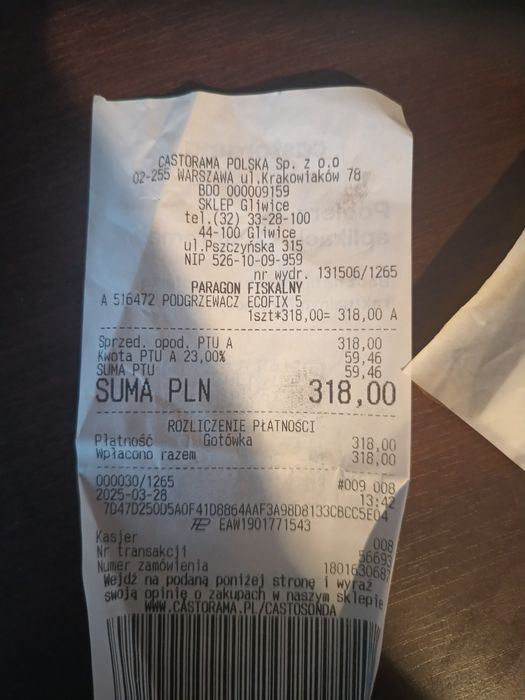 CASTORAMA POLSKA Sp. z o.o
02-255 WARSZAWA ul.Krakowiaków 78
BDO 000009159
SKLEP Gliwice
tel.(32) 33-28-100
44-100 Gliwice
ul.Pszczyńska 315
NIP 526-10-09-959
nr wydr. 131506/1265
PARAGON FISKALNY
A 516472 PODGRZEWACZ ECOFIX 5
1szt*318,00= 318,00 A
Sprzed. opod. PTU A 318,00
Kwota PTU A 23,00% 59,46
SUMA PTU 59,46
SUMA PLN 318,00
ROZLICZENIE PŁATNOŚCI
Płatność Gotówka 318,00
Wpłacono razem 318,00
000030/1265 #009 008
2025-03-28 13:42
7D47D250D5A0F41D8864AAF3A98D8133CBCC5E04
EAW1901771543
Kasjer 008
Nr transakcji 56693
Numer zamówienia 1801630687
Wejdź na podaną poniżej stronę i wyraź
swoją opinię o zakupach w naszym sklepie
WWW.CASTORAMA.PL/CASTOSONDA